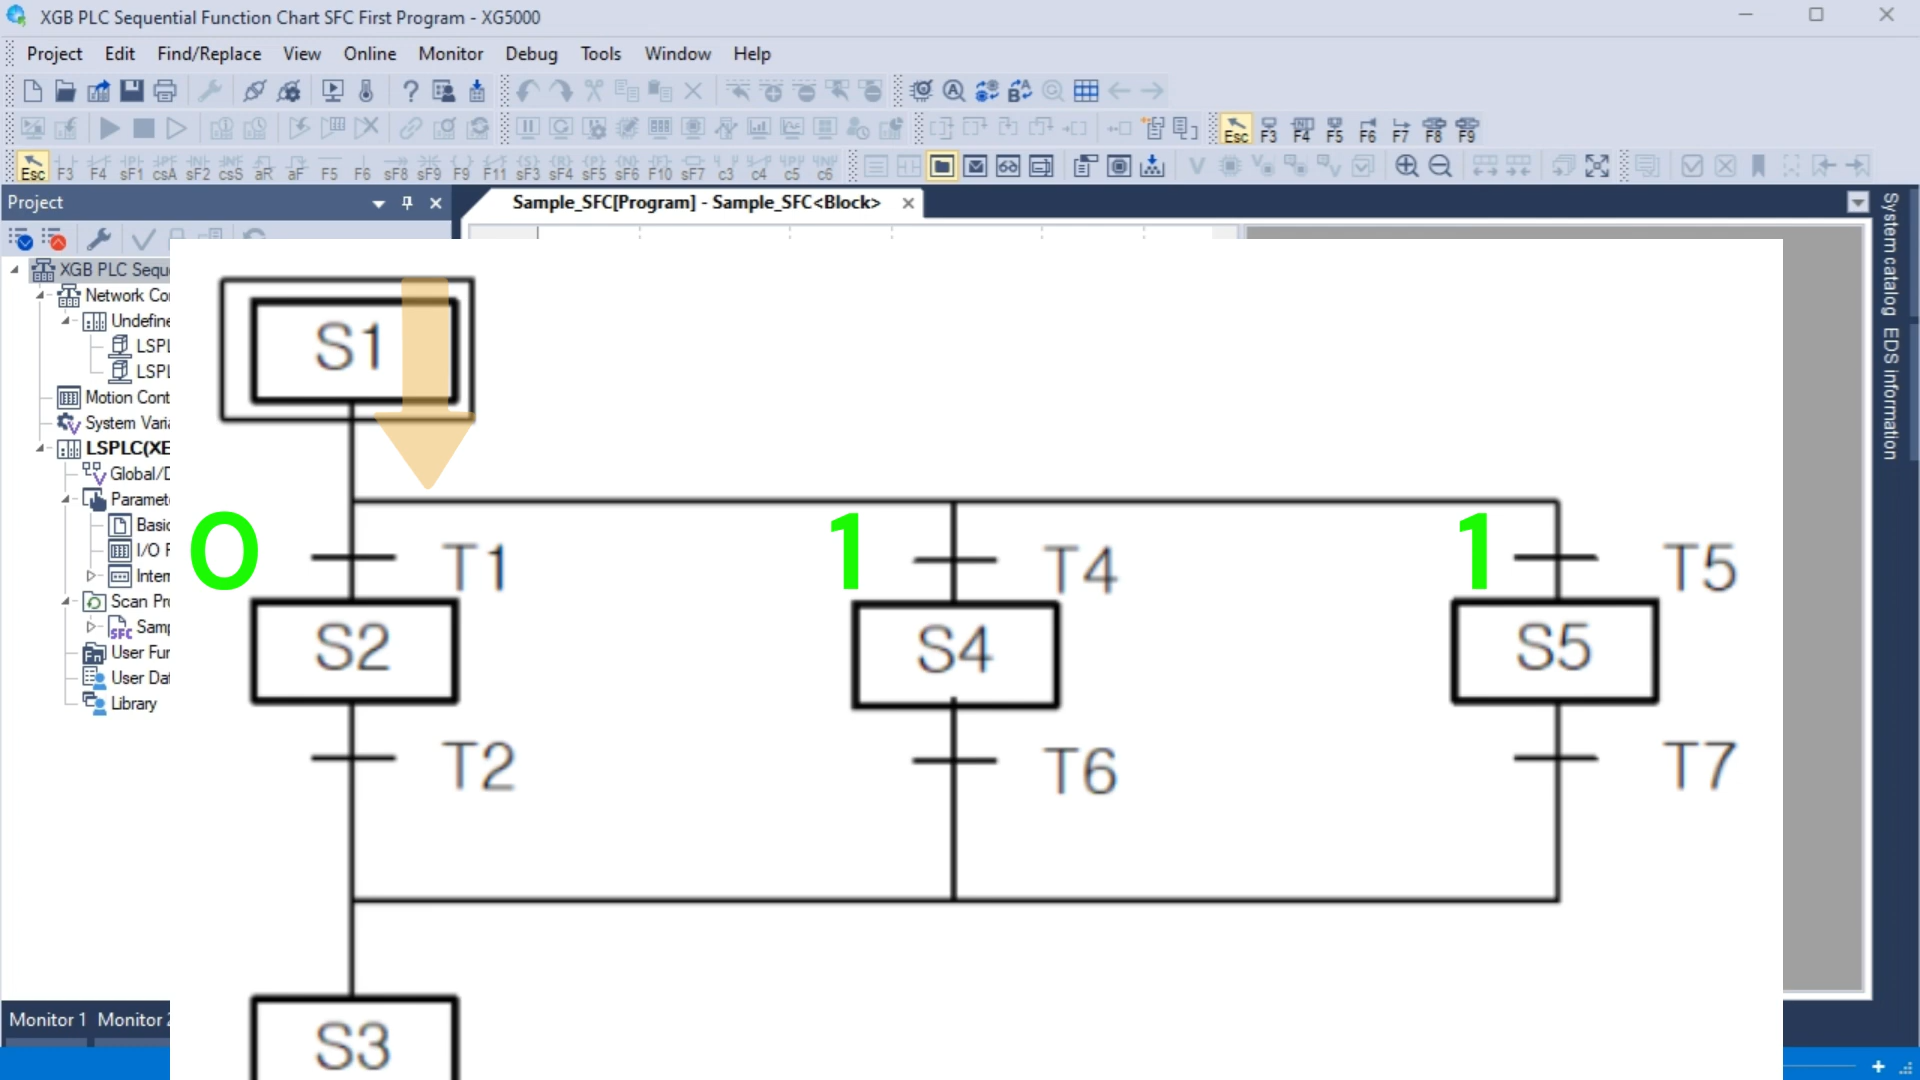 XGB PLC Sequential Function Chart SFC First Program - XG5000
Project Edit Find/Replace View Online Monitor Debug Tools Window Help
Esc F3 F4 F5 F6 F7 F8 F9
Esc F3 F4 sF1 csA sF2 csS aR aF F5 F6 sF8 sF9 F9 F11 sF3 sF4 sF5 sF6 F10 sF7 c3 c4 c5 c6
Project
Sample_SFC[Program] - Sample_SFC<Block>
System catalog
EDS information
XGB PLC Sequ
Network Co
Undefine
LSPL
LSPL
Motion Cont
System Varia
LSPLC(XE
Global/D
Paramet
Basic
I/O P
Inter
Scan Pr
SFC Samp
User Fun
User Dat
Library
S1
0 T1
1 T4
1 T5
S2 S4 S5
T2 T6 T7
S3
Monitor 1 Monitor 2